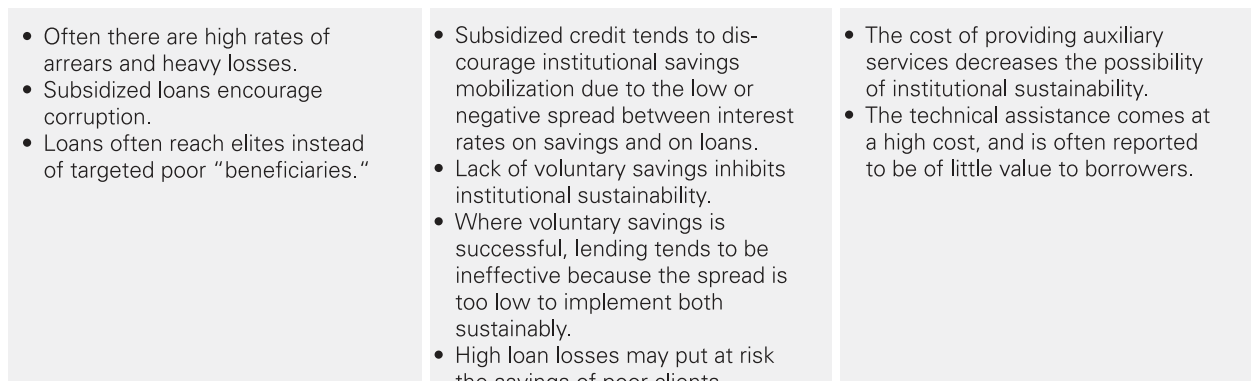 • Often there are high rates of
arrears and heavy losses.
• Subsidized loans encourage
corruption.
• Loans often reach elites instead
of targeted poor “beneficiaries.“
• Subsidized credit tends to dis-
courage institutional savings
mobilization due to the low or
negative spread between interest
rates on savings and on loans.
• Lack of voluntary savings inhibits
institutional sustainability.
• Where voluntary savings is
successful, lending tends to be
ineffective because the spread is
too low to implement both
sustainably.
• High loan losses may put at risk
the savings of poor clients
• The cost of providing auxiliary
services decreases the possibility
of institutional sustainability.
• The technical assistance comes at
a high cost, and is often reported
to be of little value to borrowers.